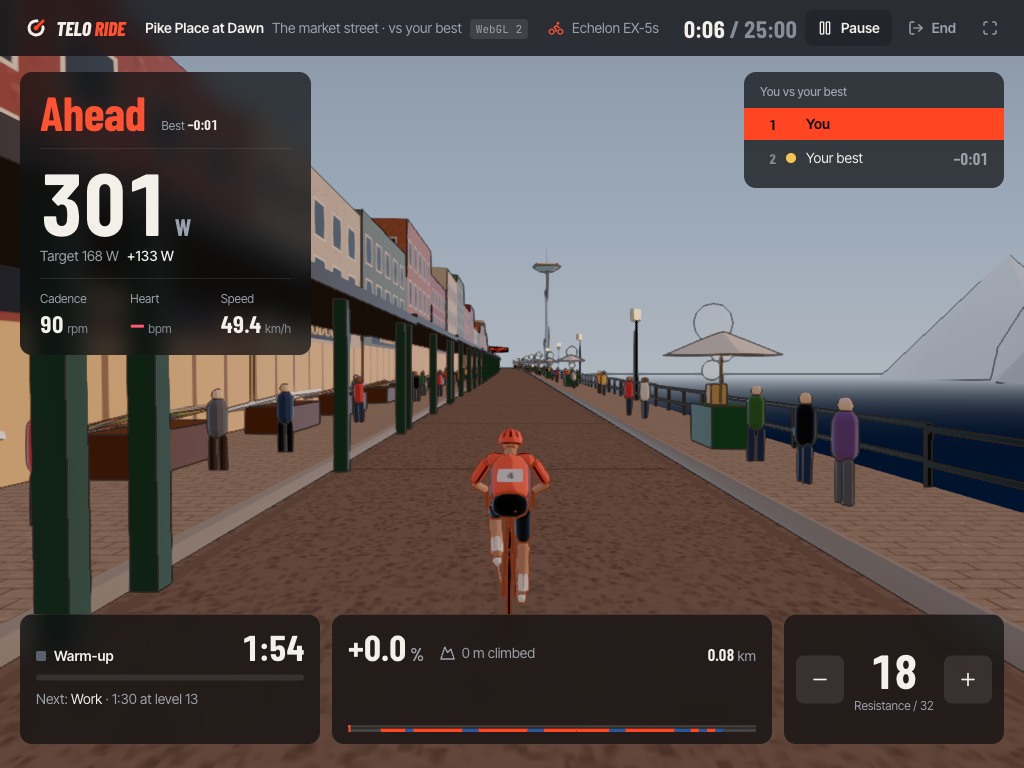 TELO RIDE
Pike Place at Dawn The market street · vs your best WebGL 2
Echelon EX-5s
0:06 / 25:00
Pause
End
Ahead Best –0:01
301 W
Target 168 W +133 W
Cadence Heart Speed
90 rpm – bpm 49.4 km/h
You vs your best
1 You
2 Your best –0:01
4
Warm-up 1:54
Next: Work · 1:30 at level 13
+0.0 % 0 m climbed 0.08 km
− 18 +
Resistance / 32